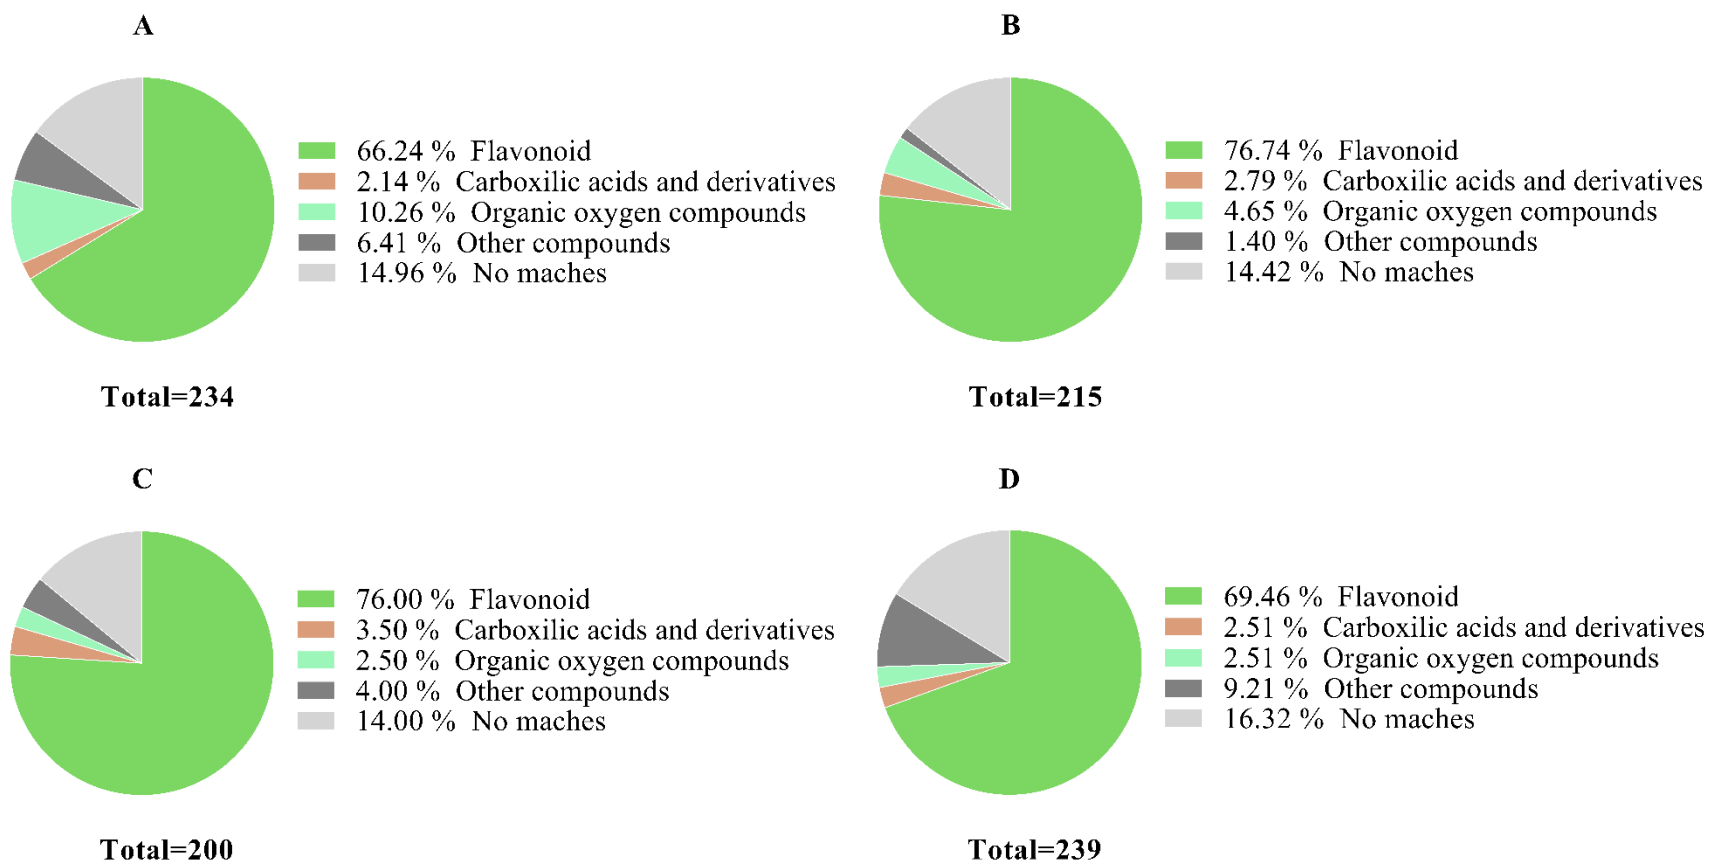 A
66.24 % Flavonoid
2.14 % Carboxilic acids and derivatives
10.26 % Organic oxygen compounds
6.41 % Other compounds
14.96 % No maches
Total=234
B
76.74 % Flavonoid
2.79 % Carboxilic acids and derivatives
4.65 % Organic oxygen compounds
1.40 % Other compounds
14.42 % No maches
Total=215
C
76.00 % Flavonoid
3.50 % Carboxilic acids and derivatives
2.50 % Organic oxygen compounds
4.00 % Other compounds
14.00 % No maches
Total=200
D
69.46 % Flavonoid
2.51 % Carboxilic acids and derivatives
2.51 % Organic oxygen compounds
9.21 % Other compounds
16.32 % No maches
Total=239